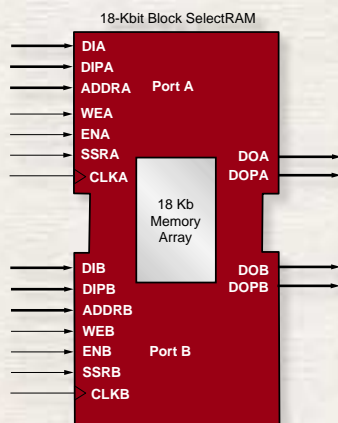 18-Kbit Block SelectRAM
DIA
DIPA
ADDRA
Port A
WEA
ENA
SSRA
CLKA
DOA
DOPA
18 Kb
Memory
Array
DIB
DIPB
ADDRB
WEB
ENB
Port B
SSRB
CLKB
DOB
DOPB